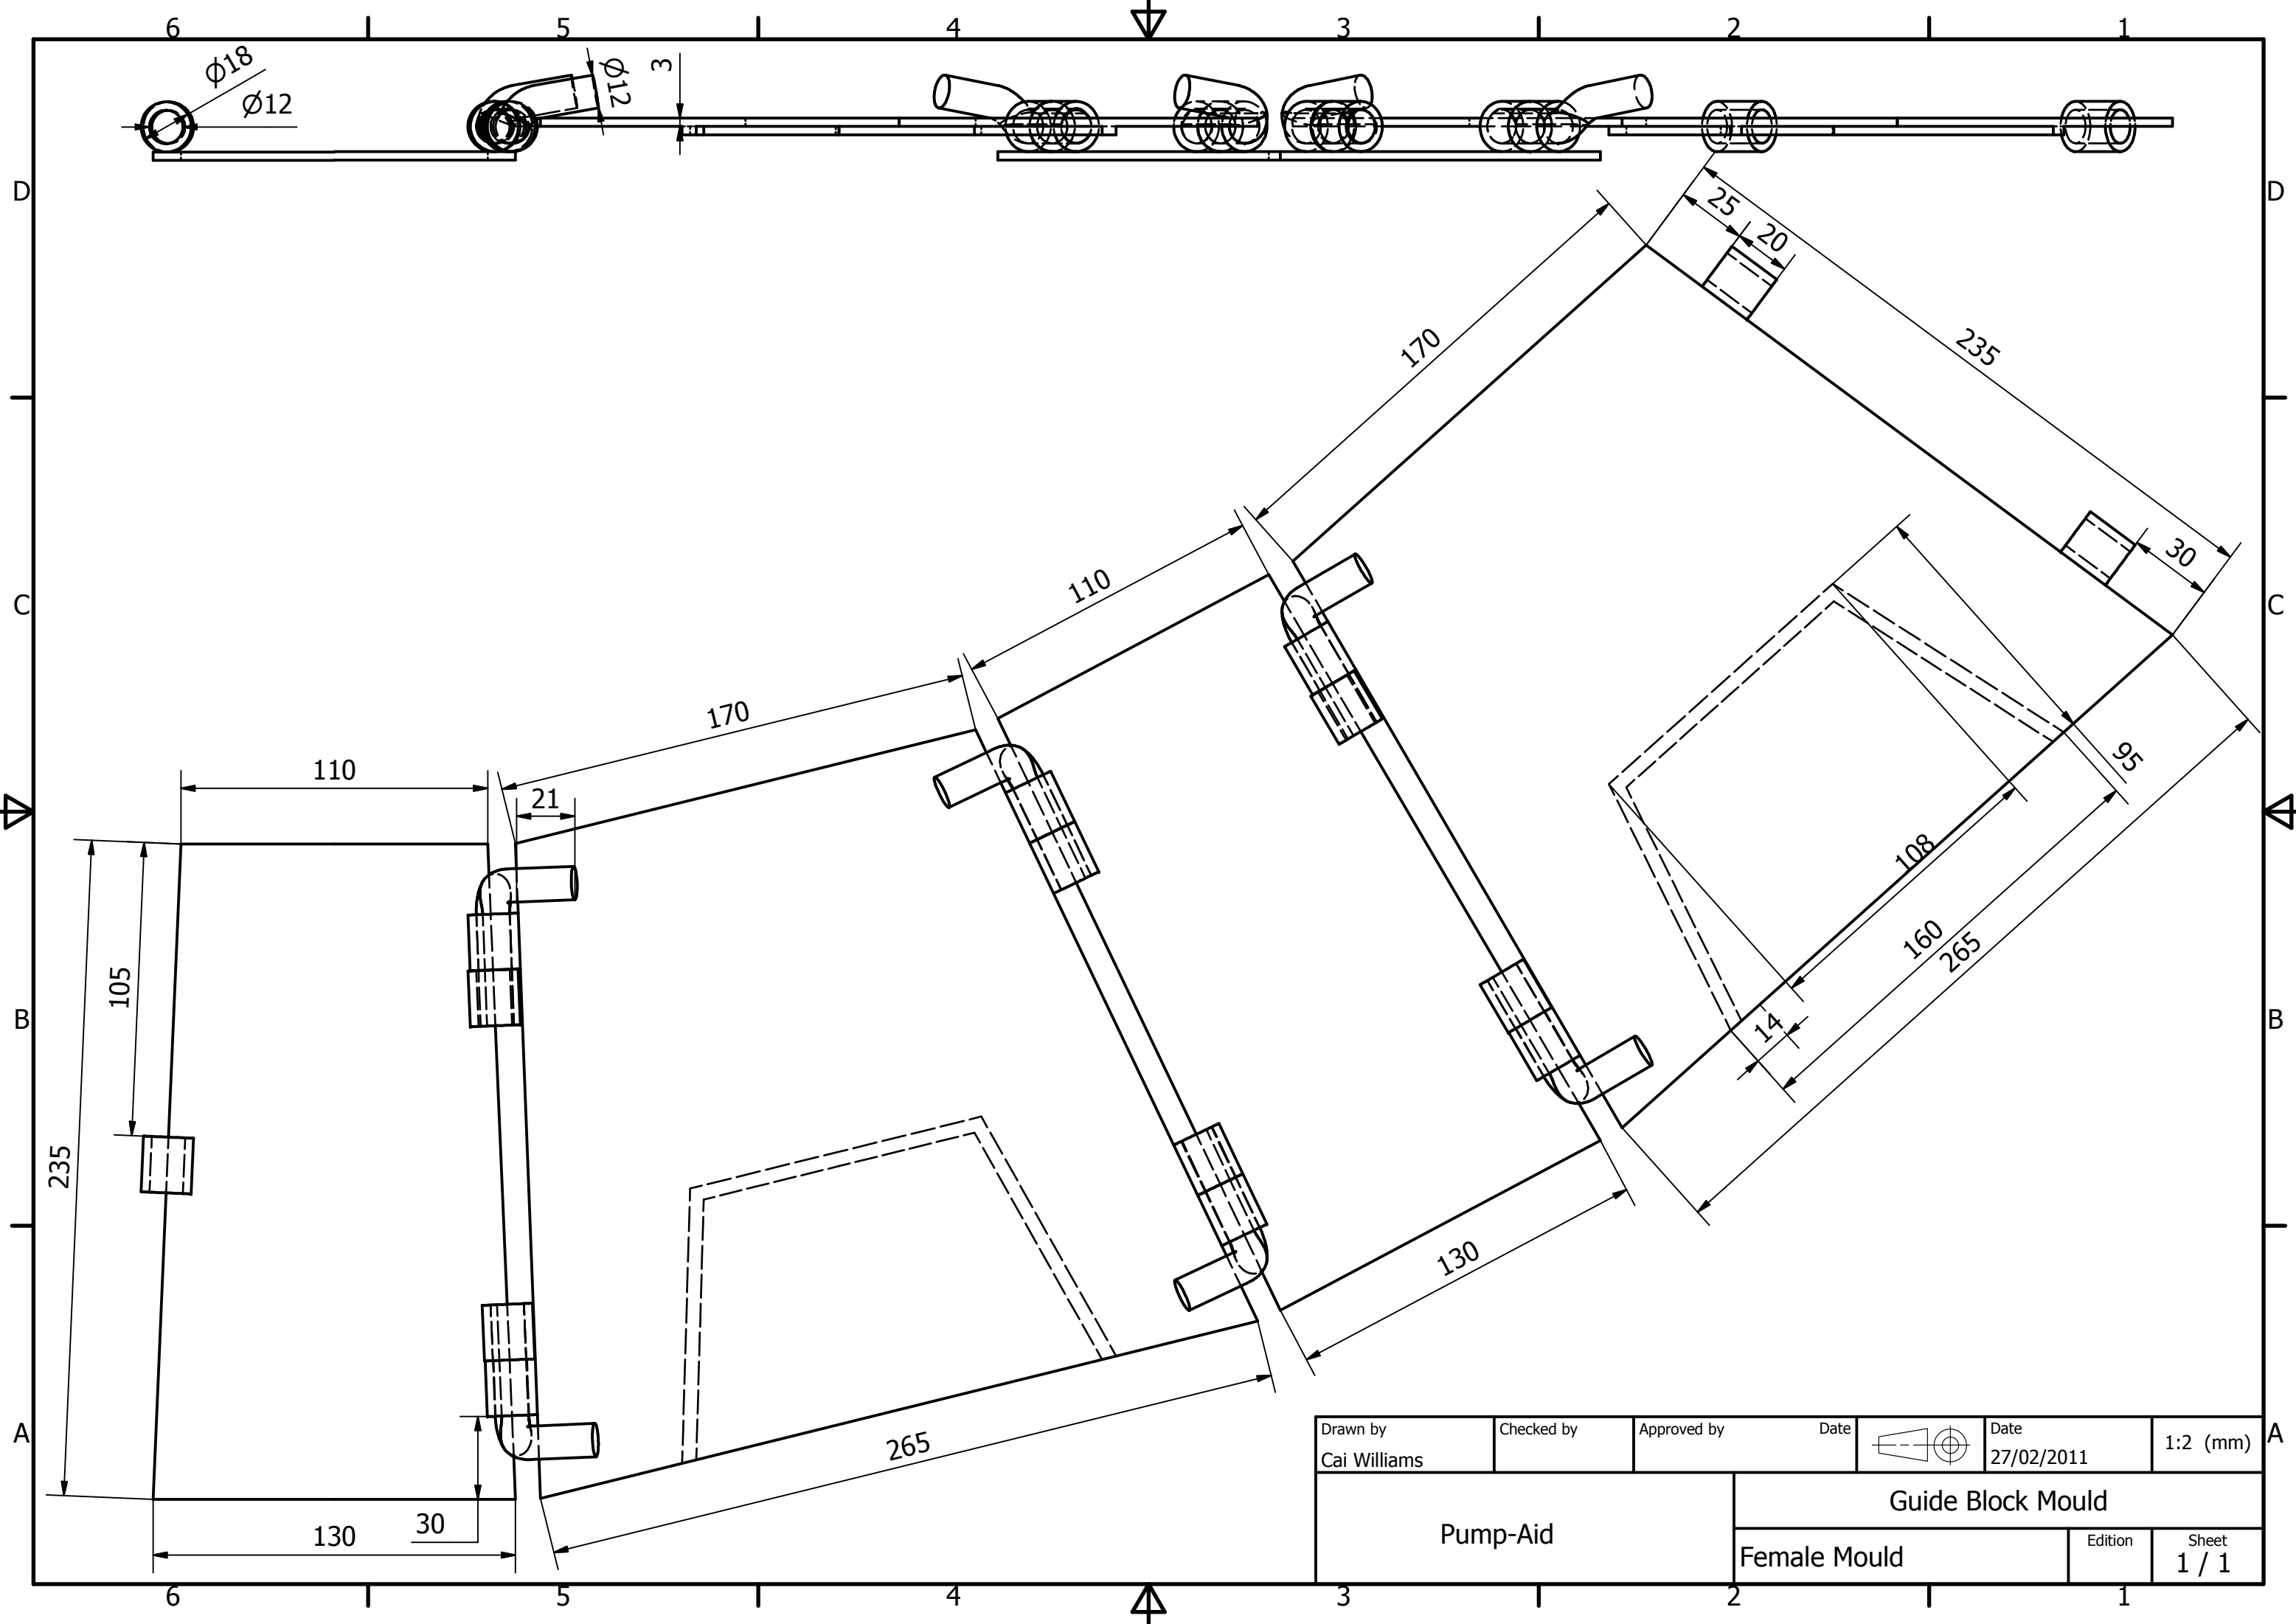 6 5 4 3 2 1
Ø18
Ø12
Ø12
3
D D
25
20
170
235
C C
110
30
170
110
21
95
108
105
160
265
B B
14
235
130
A A
265
30
130
Drawn by
Cai Williams
Checked by
Approved by Date
Date
27/02/2011
1:2 (mm)
Pump-Aid
Guide Block Mould
Female Mould
Edition
Sheet
1 / 1
6 5 4 3 2 1